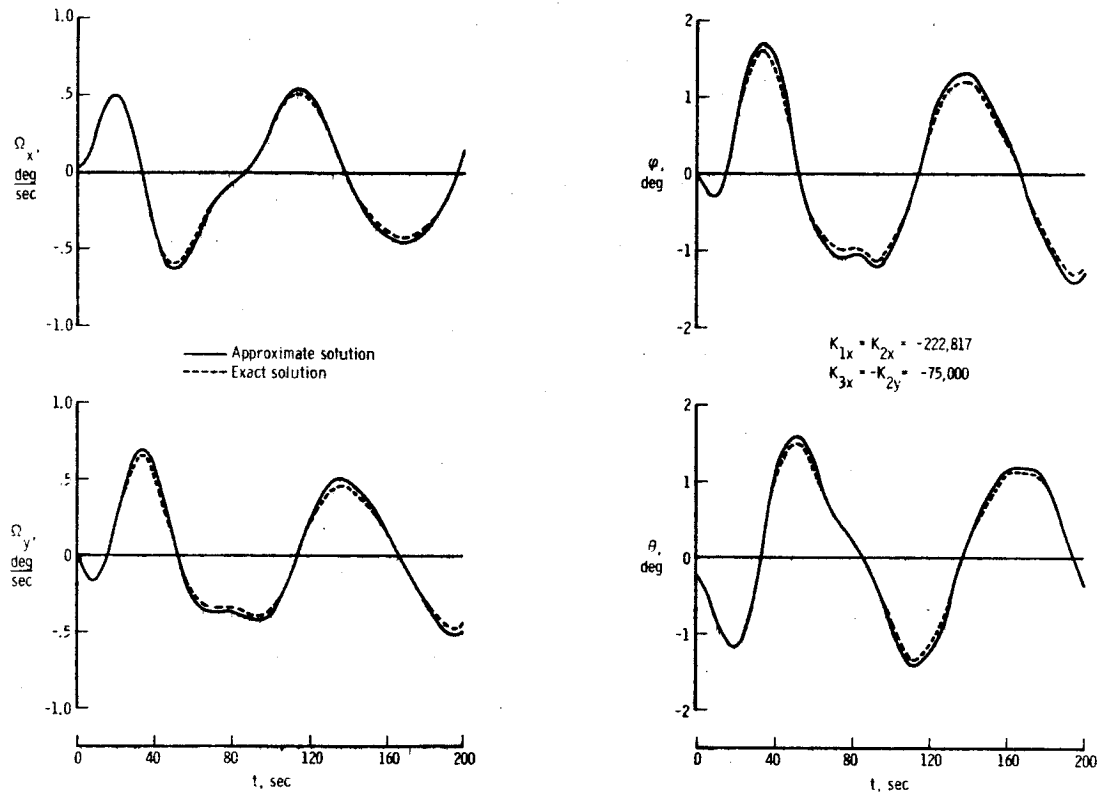 1.0
.5
0
-.5
-1.0
Ω
x,
deg
sec
2
1
0
-1
-2
φ,
deg
Approximate solution
Exact solution
K1x = K2x = -222,817
K3x = -K2y = -75,000
1.0
.5
0
-.5
-1.0
Ω
y,
deg
sec
0 40 80 120 160 200
t, sec
2
1
0
-1
-2
θ,
deg
0 40 80 120 160 200
t, sec